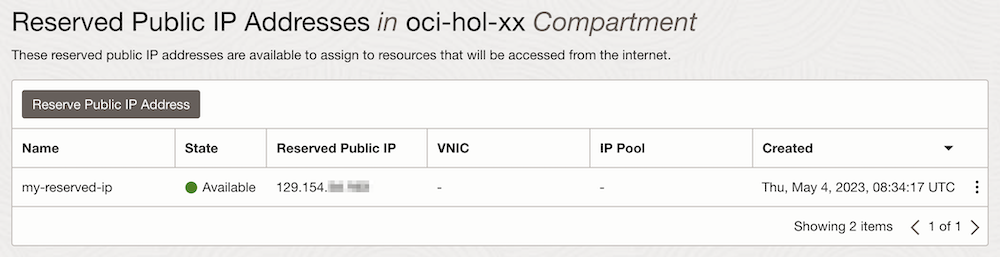 Reserved Public IP Addresses in oci-hol-xx Compartment
These reserved public IP addresses are available to assign to resources that will be accessed from the internet.
Reserve Public IP Address
Name State Reserved Public IP VNIC IP Pool Created
my-reserved-ip Available 129.154. - - Thu, May 4, 2023, 08:34:17 UTC
Showing 2 items 1 of 1